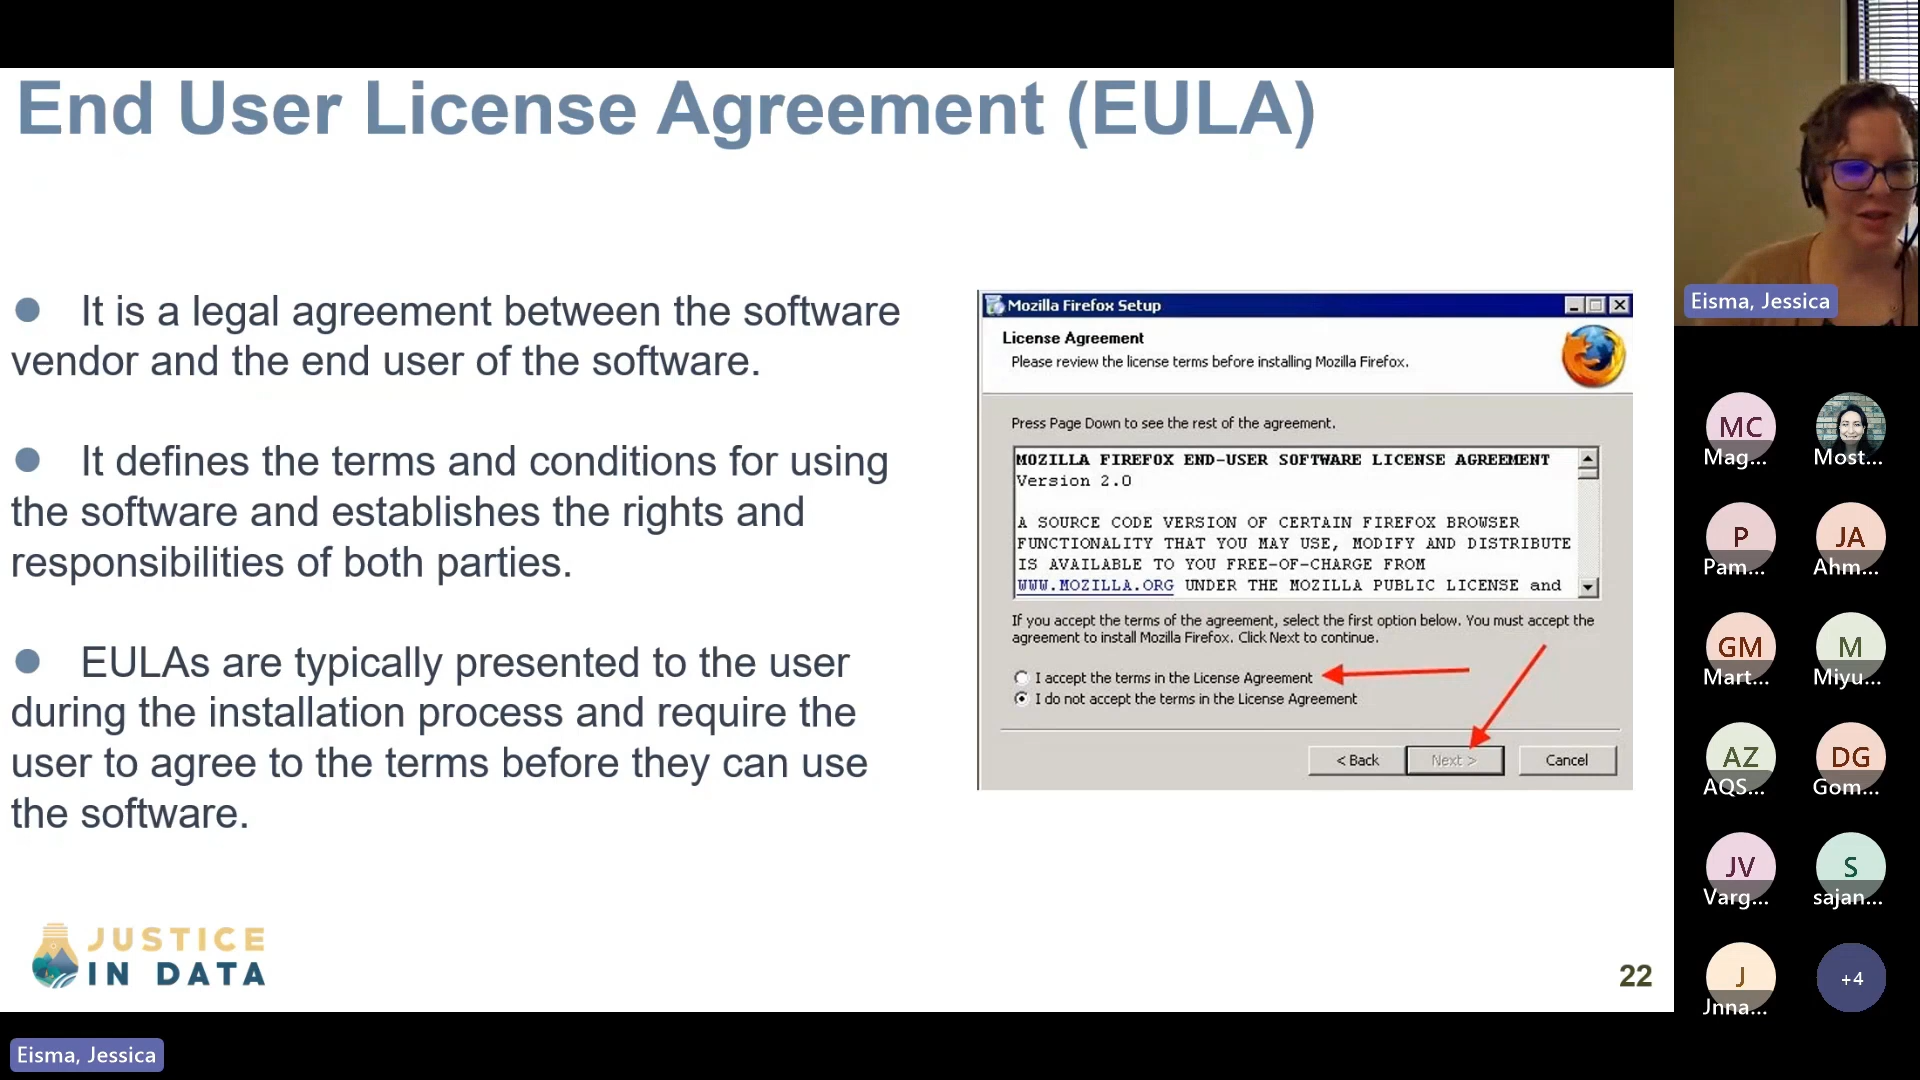 End User License Agreement (EULA)
● It is a legal agreement between the software
vendor and the end user of the software.
● It defines the terms and conditions for using
the software and establishes the rights and
responsibilities of both parties.
● EULAs are typically presented to the user
during the installation process and require the
user to agree to the terms before they can use
the software.
Mozilla Firefox Setup
License Agreement
Please review the license terms before installing Mozilla Firefox.
Press Page Down to see the rest of the agreement.
MOZILLA FIREFOX END-USER SOFTWARE LICENSE AGREEMENT
Version 2.0
A SOURCE CODE VERSION OF CERTAIN FIREFOX BROWSER
FUNCTIONALITY THAT YOU MAY USE, MODIFY AND DISTRIBUTE
IS AVAILABLE TO YOU FREE-OF-CHARGE FROM
WWW.MOZILLA.ORG UNDER THE MOZILLA PUBLIC LICENSE and
If you accept the terms of the agreement, select the first option below. You must accept the
agreement to install Mozilla Firefox. Click Next to continue.
I accept the terms in the License Agreement
I do not accept the terms in the License Agreement
< Back
Next >
Cancel
JUSTICE
IN DATA
22
Eisma, Jessica
Eisma, Jessica
MC
Mag...
Most...
P
Pam...
JA
Ahm...
GM
Mart...
M
Miyu...
AZ
AQS...
DG
Gom...
JV
Varg...
S
sajan...
J
Jnna...
+4